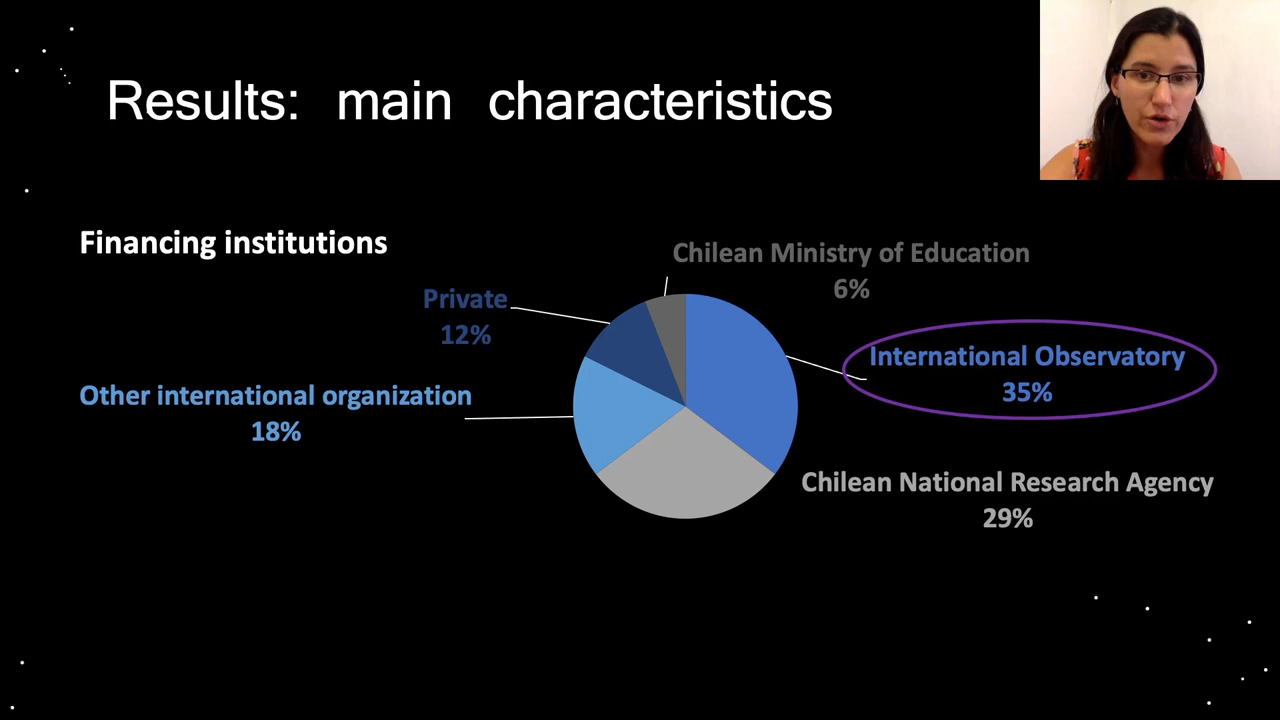 Results: main characteristics
Financing institutions
Chilean Ministry of Education
6%
Private
12%
International Observatory
35%
Other international organization
18%
Chilean National Research Agency
29%